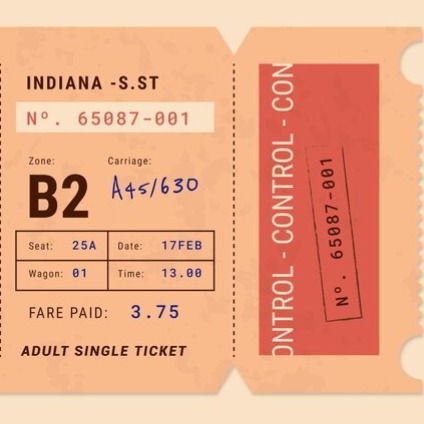 INDIANA -S.ST
Nº. 65087-001
Zone: Carriage:
B2 A45/630
Seat: 25A Date: 17FEB
Wagon: 01 Time: 13.00
FARE PAID: 3.75
ADULT SINGLE TICKET
ONTROL - CONTROL - CON
Nº. 65087-001